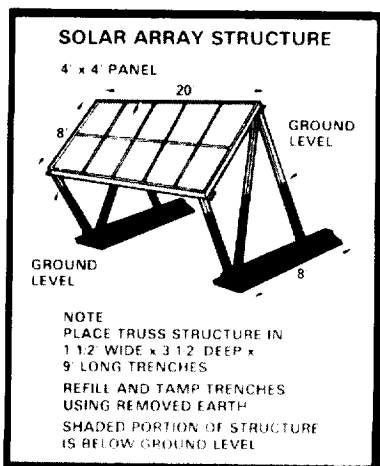 SOLAR ARRAY STRUCTURE
4' x 4' PANEL
20'
8'
GROUND
LEVEL
GROUND
LEVEL
8'
NOTE
PLACE TRUSS STRUCTURE IN
1 1/2' WIDE x 3 1/2' DEEP x
9' LONG TRENCHES
REFILL AND TAMP TRENCHES
USING REMOVED EARTH
SHADED PORTION OF STRUCTURE
IS BELOW GROUND LEVEL